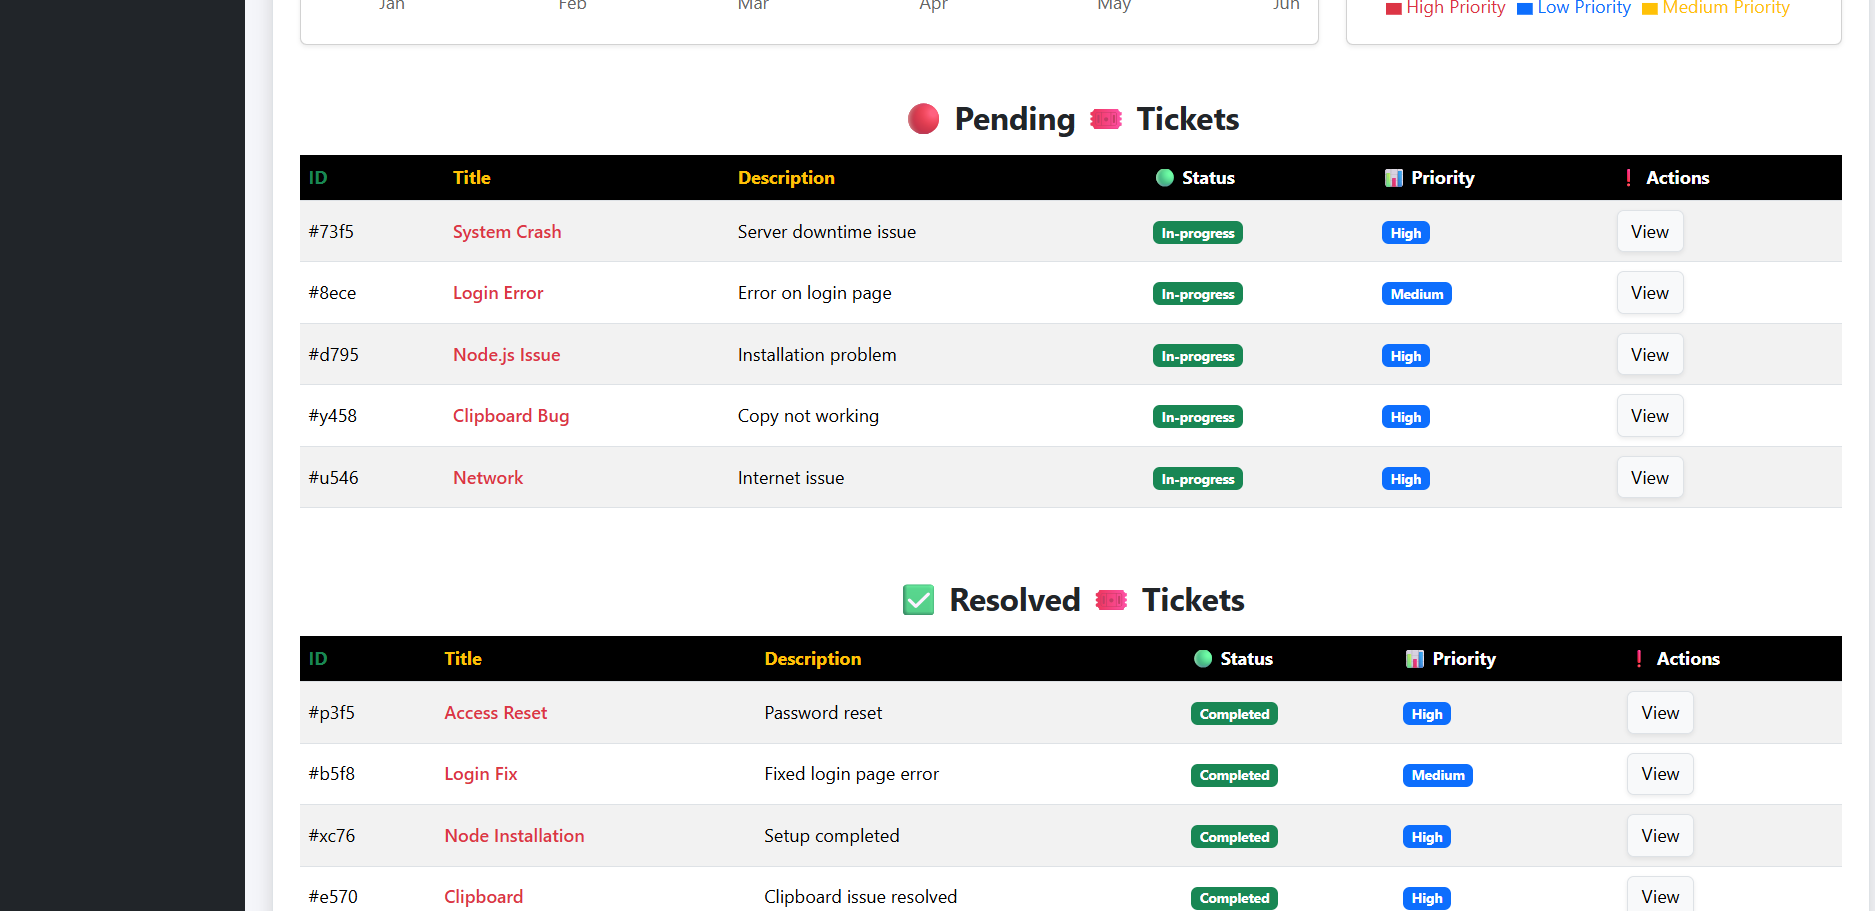 Jan Feb Mar Apr May Jun
High Priority Low Priority Medium Priority
Pending Tickets
ID Title Description Status Priority Actions
#73f5 System Crash Server downtime issue In-progress High View
#8ece Login Error Error on login page In-progress Medium View
#d795 Node.js Issue Installation problem In-progress High View
#y458 Clipboard Bug Copy not working In-progress High View
#u546 Network Internet issue In-progress High View
Resolved Tickets
ID Title Description Status Priority Actions
#p3f5 Access Reset Password reset Completed High View
#b5f8 Login Fix Fixed login page error Completed Medium View
#xc76 Node Installation Setup completed Completed High View
#e570 Clipboard Clipboard issue resolved Completed High View